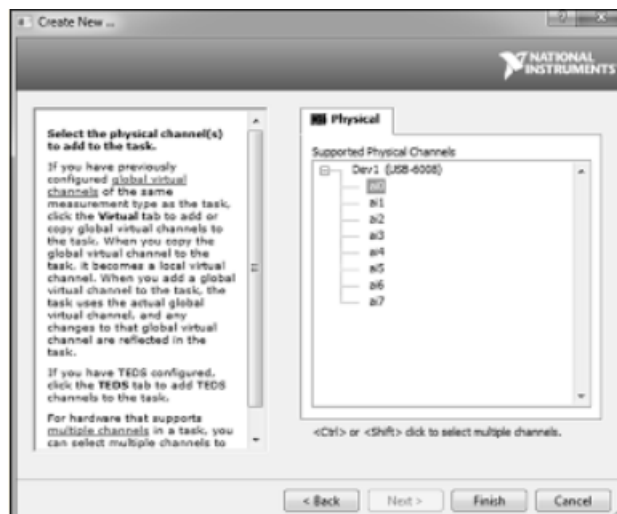 Create New ...
NATIONAL
INSTRUMENTS
Select the physical channel(s)
to add to the task.
If you have previously
configured global virtual
channels of the same
measurement type as the task,
click the Virtual tab to add or
copy global virtual channels to
the task. When you copy the
global virtual channel to the
task, it becomes a local virtual
channel. When you add a global
virtual channel to the task, the
task uses the actual global
virtual channel, and any
changes to that global virtual
channel are reflected in the
task.
If you have TEDS configured,
click the TEDS tab to add TEDS
channels to the task.
For hardware that supports
multiple channels in a task, you
can select multiple channels to
Physical
Supported Physical Channels
Dev1 (USB-6008)
ai0
ai1
ai2
ai3
ai4
ai5
ai6
ai7
<Ctrl> or <Shift> click to select multiple channels.
< Back
Next >
Finish
Cancel